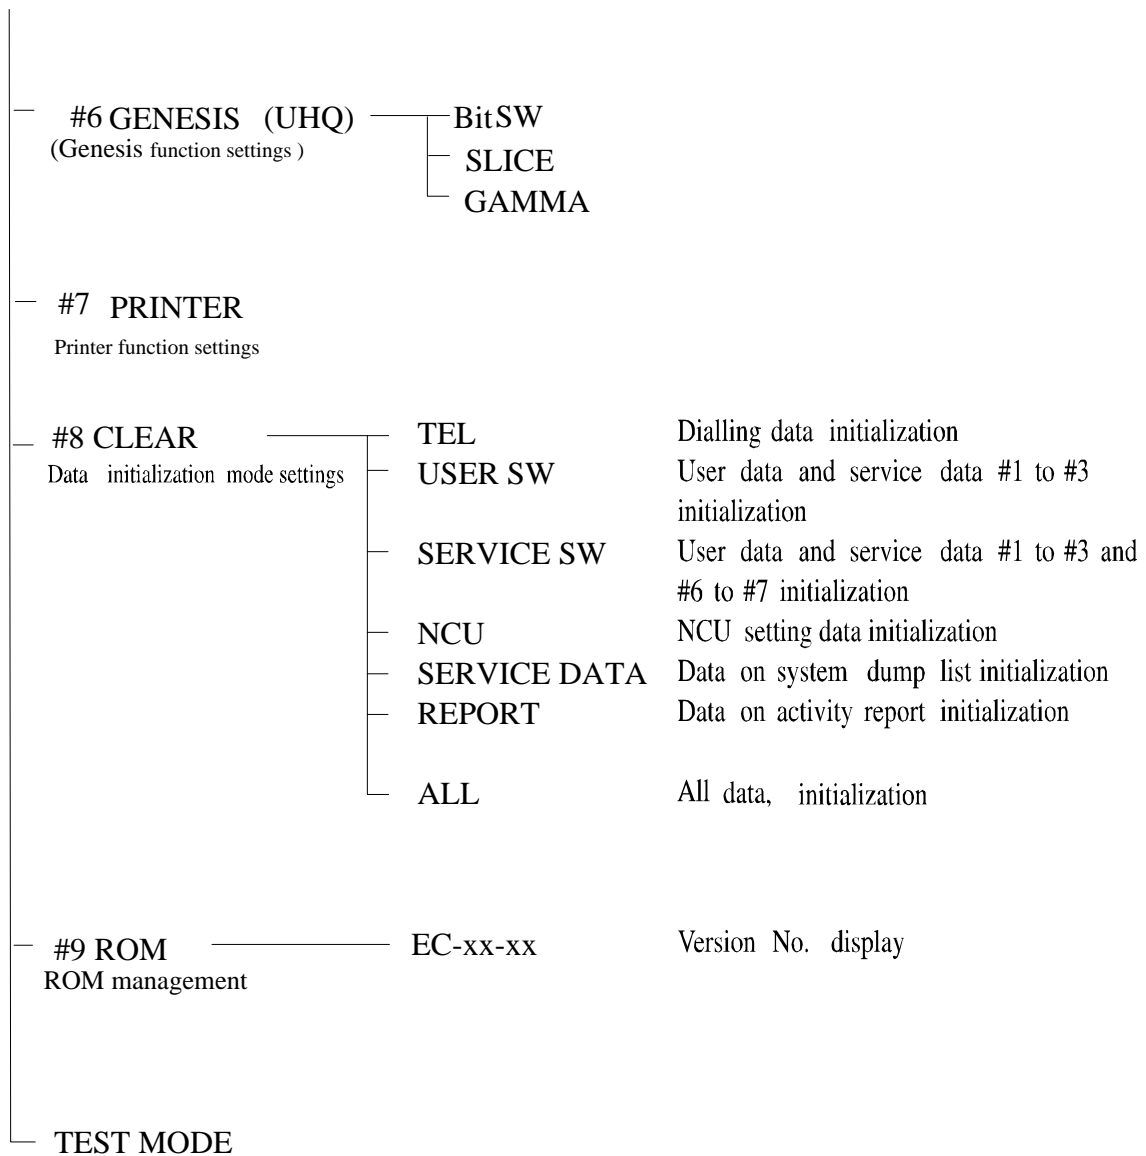 #6 GENESIS (UHQ) BitSW
(Genesis function settings )
SLICE
GAMMA
#7 PRINTER
Printer function settings
#8 CLEAR TEL Dialling data initialization
Data initialization mode settings
USER SW User data and service data #1 to #3
initialization
SERVICE SW User data and service data #1 to #3 and
#6 to #7 initialization
NCU NCU setting data initialization
SERVICE DATA Data on system dump list initialization
REPORT Data on activity report initialization
ALL All data, initialization
#9 ROM EC-xx-xx Version No. display
ROM management
TEST MODE